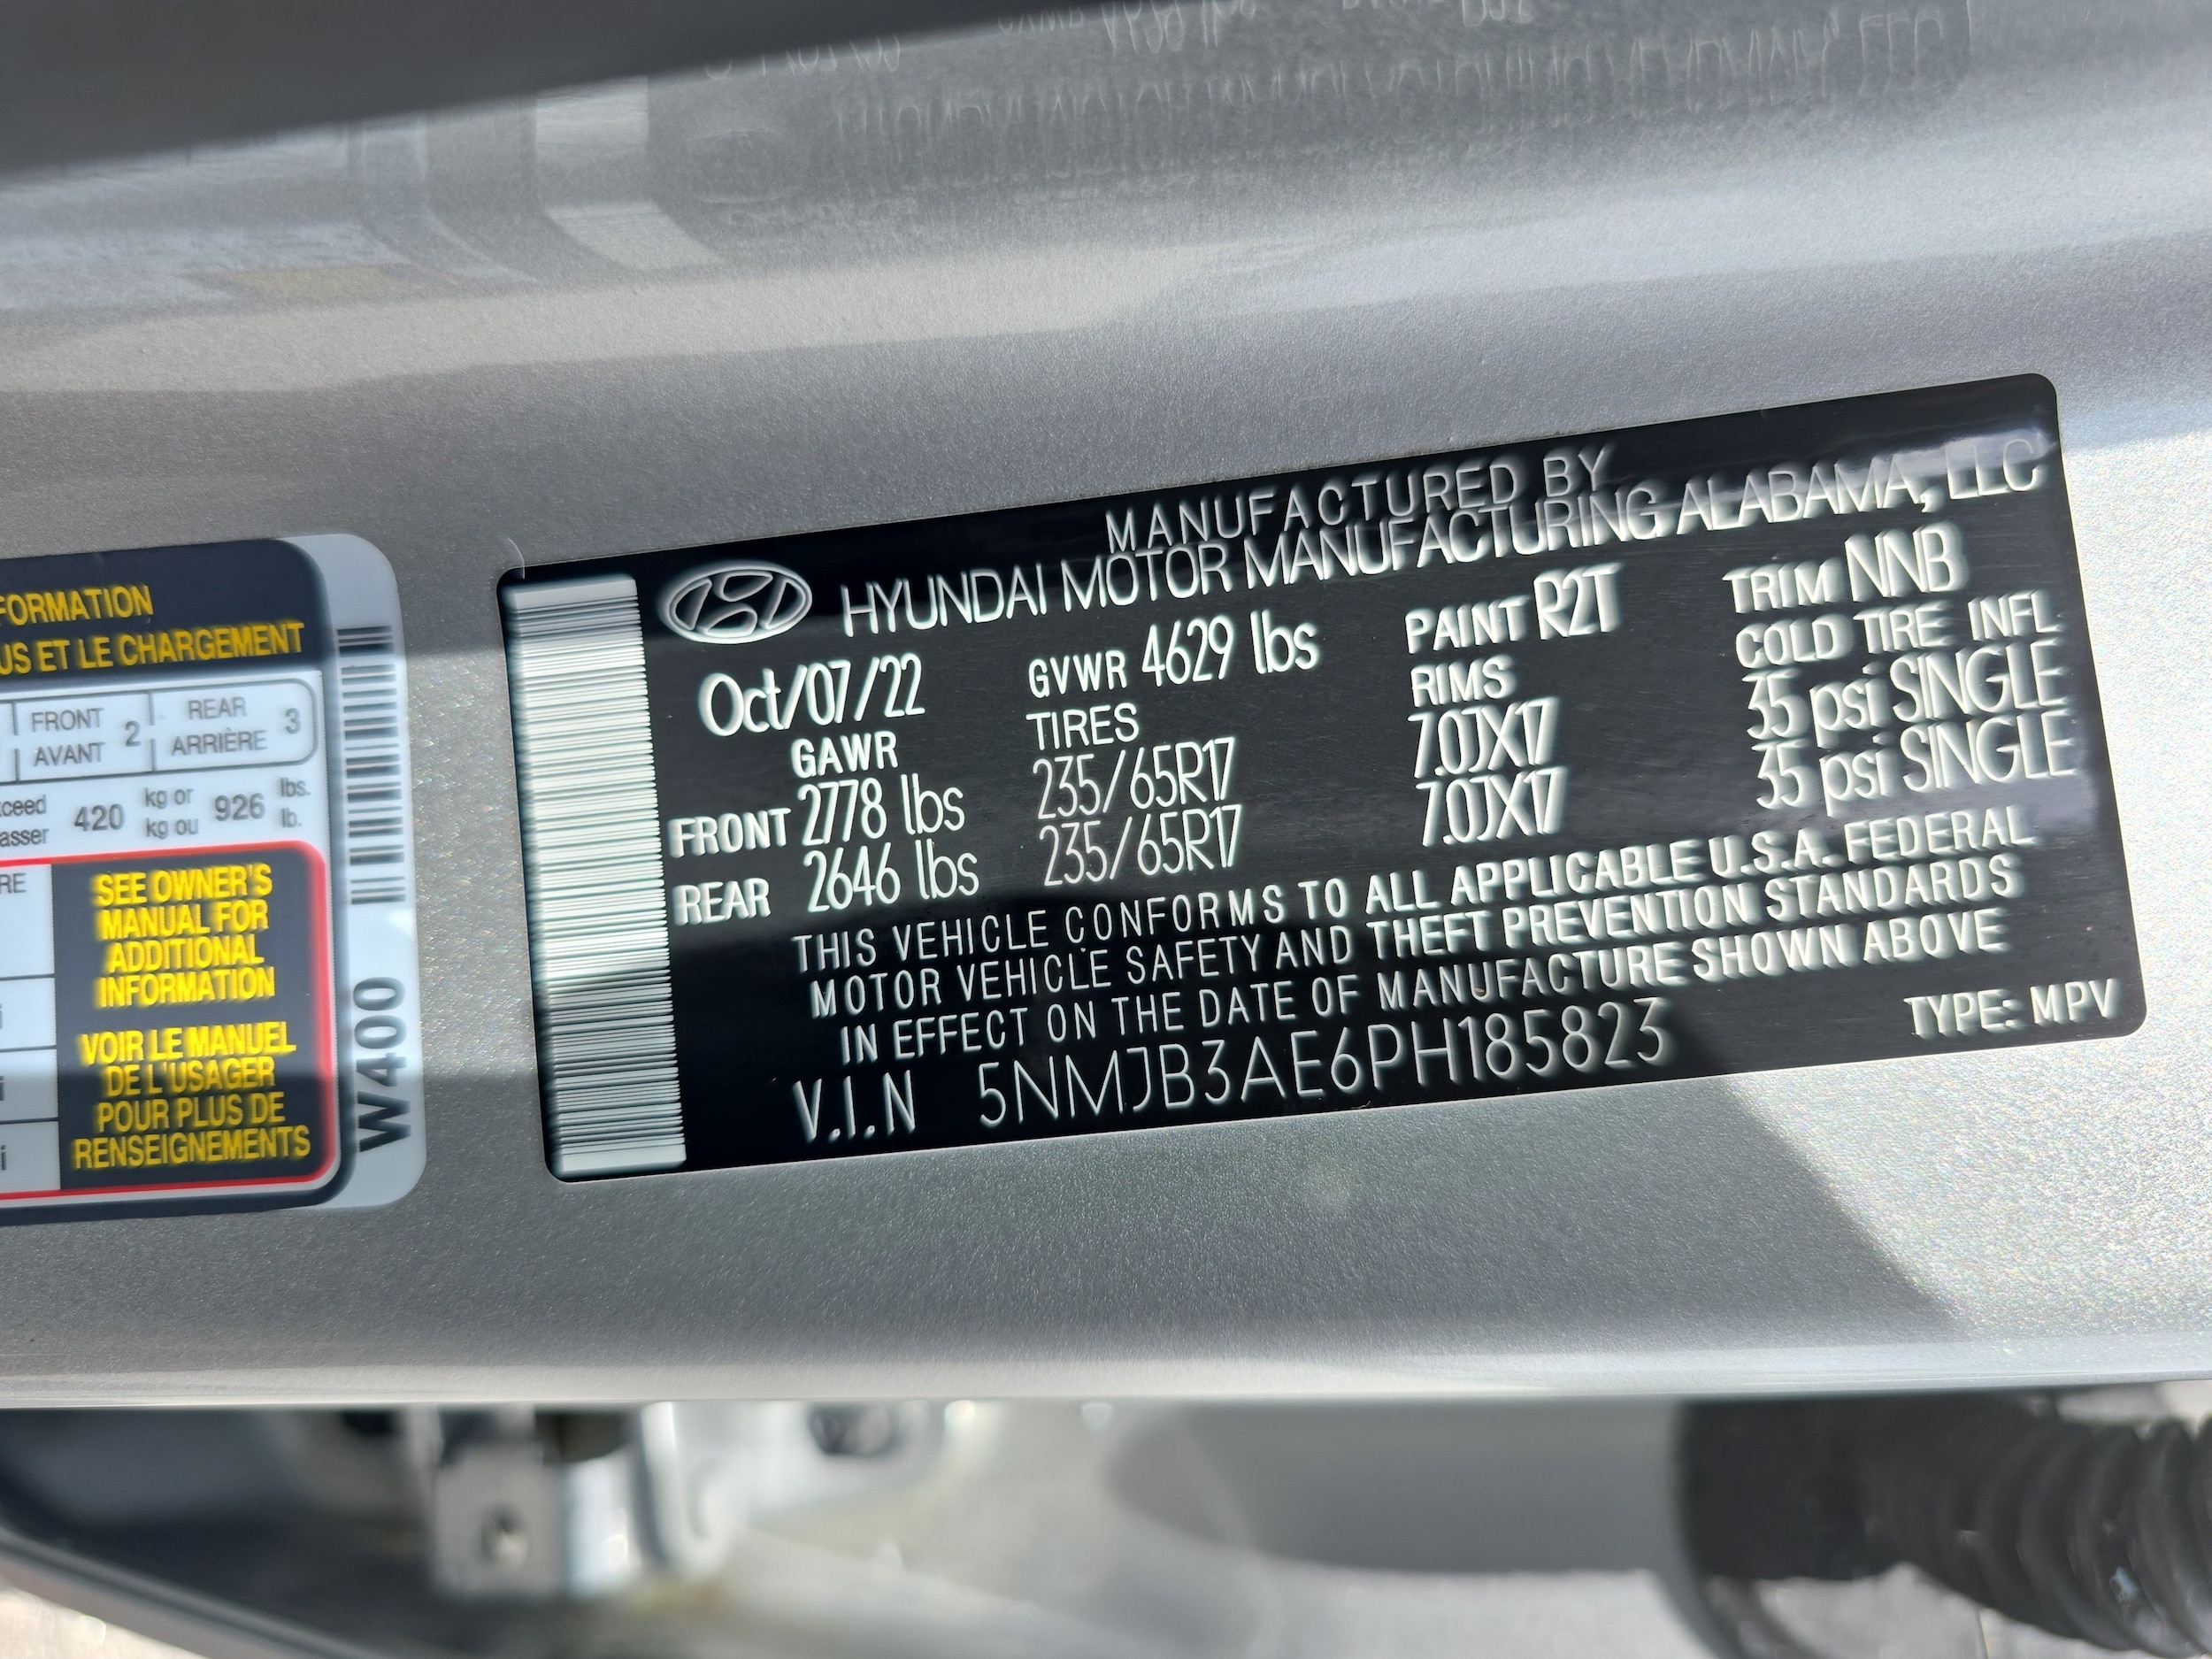 FORMATION
US ET LE CHARGEMENT
FRONT 2 REAR 3
AVANT ARRIÈRE
xceed 420 kg or 926 lbs.
asser kg ou lb.
RE
SEE OWNER'S
MANUAL FOR
ADDITIONAL
INFORMATION
VOIR LE MANUEL
DE L'USAGER
POUR PLUS DE
RENSEIGNEMENTS
W400
MANUFACTURED BY
HYUNDAI MOTOR MANUFACTURING ALABAMA, LLC
Oct/07/22 GVWR 4629 lbs PAINT R2T TRIM NNB
GAWR TIRES RIMS COLD TIRE INFL
FRONT 2778 lbs 235/65R17 7.0JX17 35 psi SINGLE
REAR 2646 lbs 235/65R17 7.0JX17 35 psi SINGLE
THIS VEHICLE CONFORMS TO ALL APPLICABLE U.S.A. FEDERAL
MOTOR VEHICLE SAFETY AND THEFT PREVENTION STANDARDS
IN EFFECT ON THE DATE OF MANUFACTURE SHOWN ABOVE
V.I.N 5NMJB3AE6PH185823 TYPE: MPV